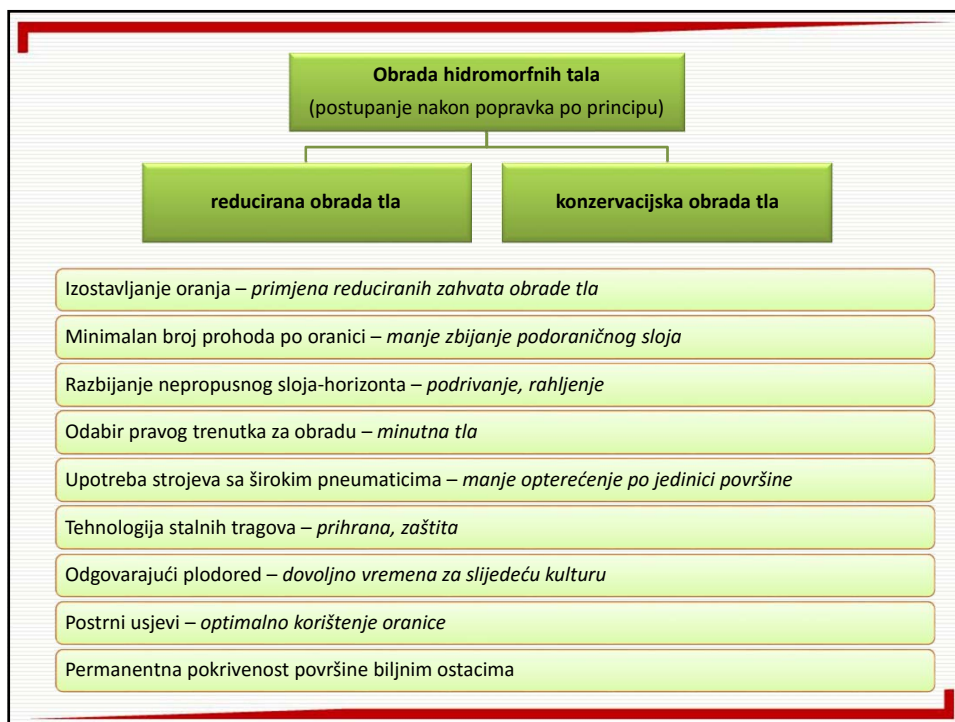 Obrada hidromorfnih tala
(postupanje nakon popravka po principu)
reducirana obrada tla
konzervacijska obrada tla
Izostavljanje oranja – primjena reduciranih zahvata obrade tla
Minimalan broj prohoda po oranici – manje zbijanje podoraničnog sloja
Razbijanje nepropusnog sloja-horizonta – podrivanje, rahljenje
Odabir pravog trenutka za obradu – minutna tla
Upotreba strojeva sa širokim pneumaticima – manje opterećenje po jedinici površine
Tehnologija stalnih tragova – prihrana, zaštita
Odgovarajući plodored – dovoljno vremena za slijedeću kulturu
Postrni usjevi – optimalno korištenje oranice
Permanentna pokrivenost površine biljnim ostacima